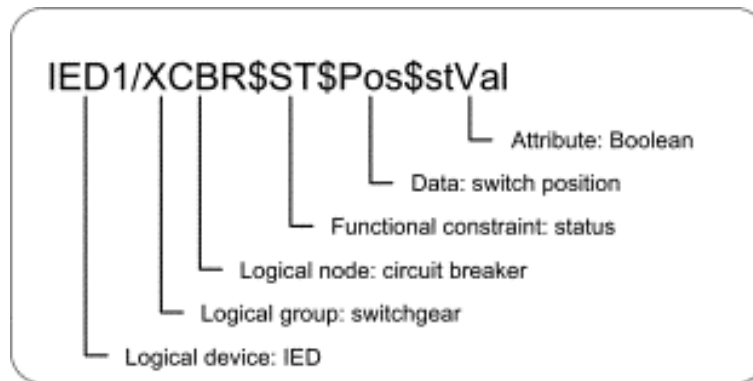 IED1/XCBR$ST$Pos$stVal
Attribute: Boolean
Data: switch position
Functional constraint: status
Logical node: circuit breaker
Logical group: switchgear
Logical device: IED